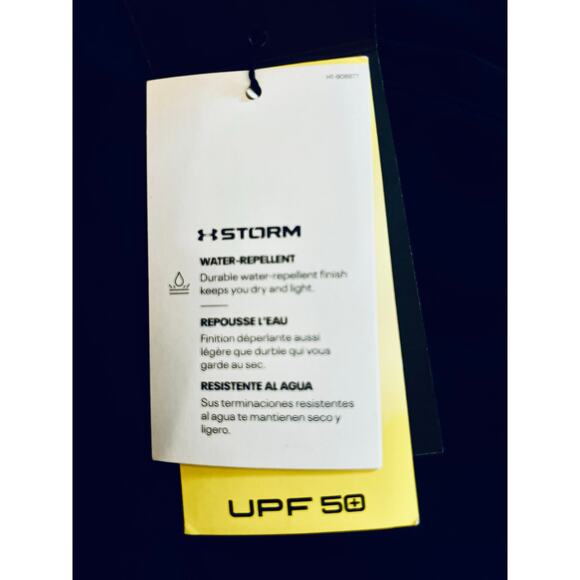 STORM
WATER-REPELLENT
Durable water-repellent finish
keeps you dry and light.
REPOUSSE L'EAU
Finition déperlante aussi
légère que durble qui vous
garde au sec.
RESISTENTE AL AGUA
Sus terminaciones resistentes
al agua te mantienen seco y
ligero.
UPF 50+